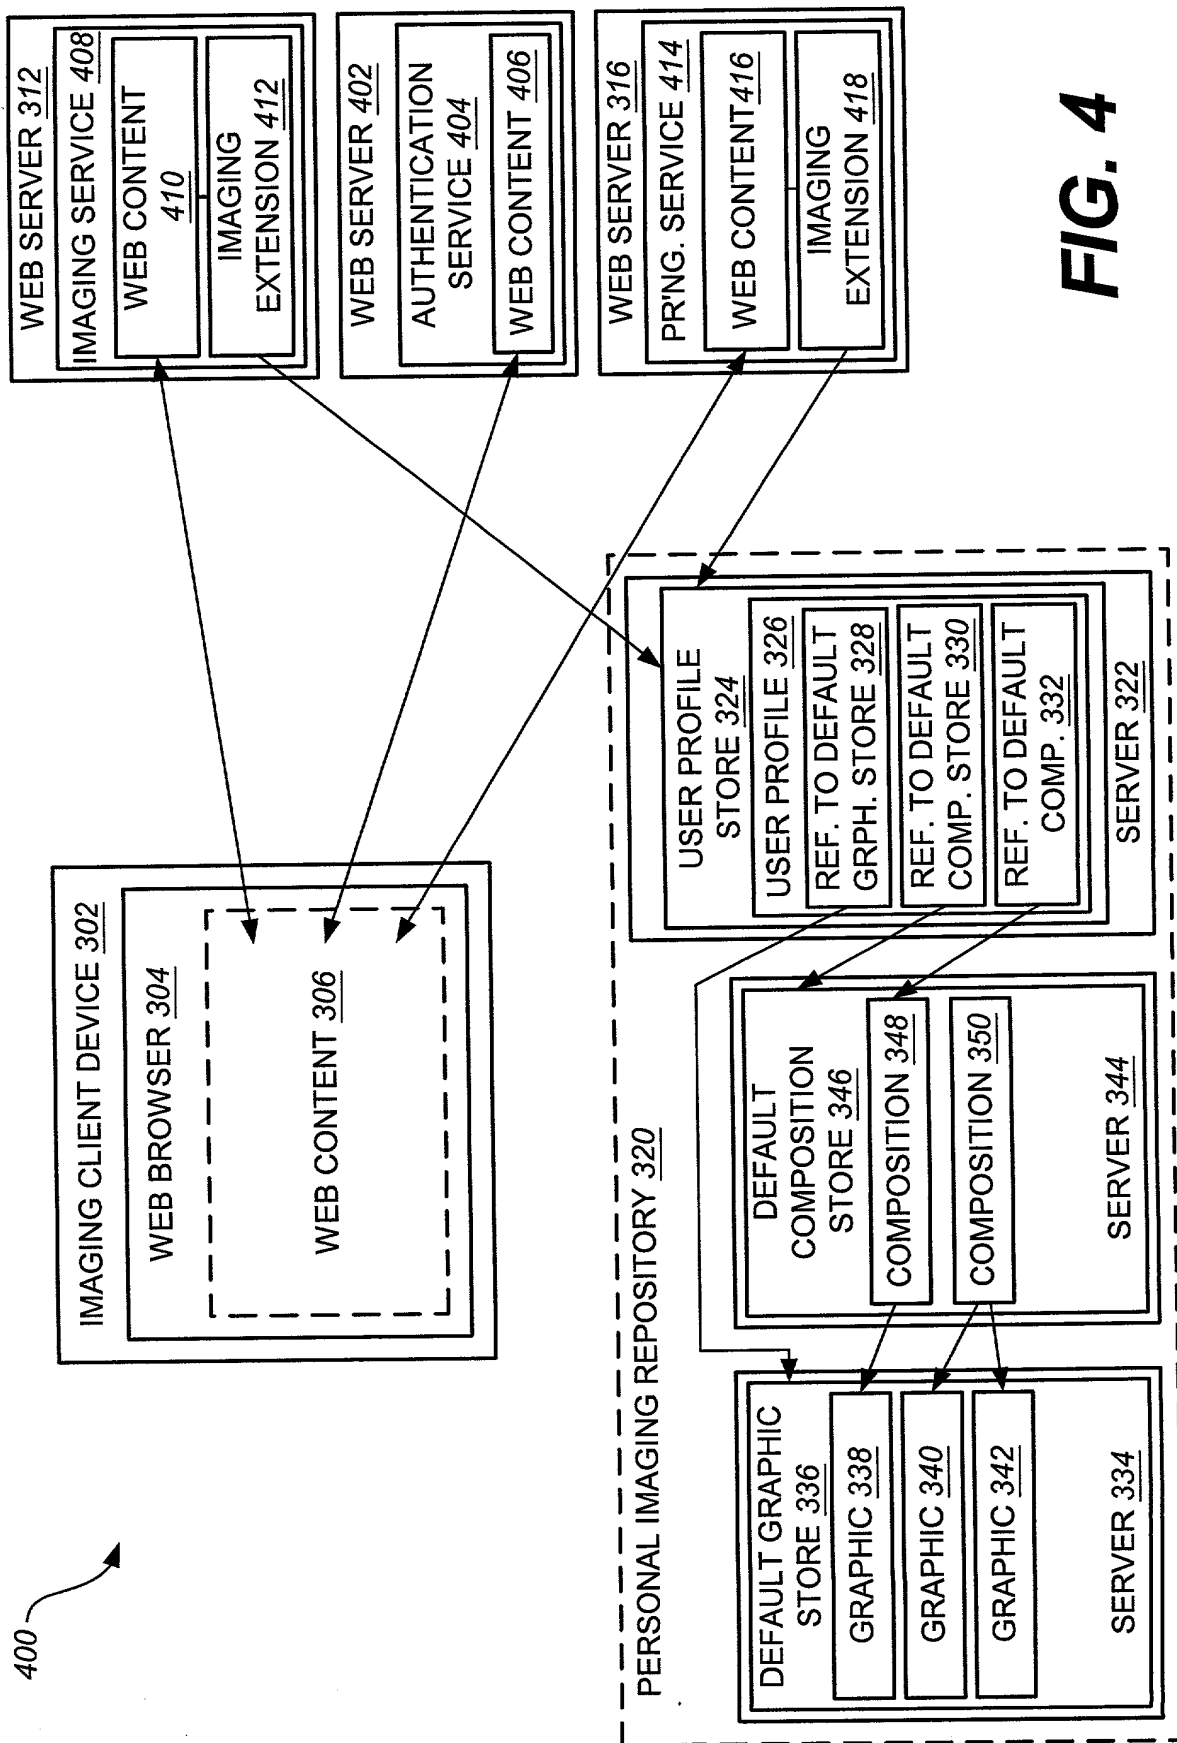 400
IMAGING CLIENT DEVICE 302
WEB BROWSER 304
WEB CONTENT 306
WEB SERVER 312
IMAGING SERVICE 408
WEB CONTENT
410
IMAGING
EXTENSION 412
WEB SERVER 402
AUTHENTICATION
SERVICE 404
WEB CONTENT 406
WEB SERVER 316
PR'NG. SERVICE 414
WEB CONTENT 416
IMAGING
EXTENSION 418
PERSONAL IMAGING REPOSITORY 320
DEFAULT GRAPHIC
STORE 336
GRAPHIC 338
GRAPHIC 340
GRAPHIC 342
SERVER 334
DEFAULT
COMPOSITION
STORE 346
COMPOSITION 348
COMPOSITION 350
SERVER 344
USER PROFILE
STORE 324
USER PROFILE 326
REF. TO DEFAULT
GRPH. STORE 328
REF. TO DEFAULT
COMP. STORE 330
REF. TO DEFAULT
COMP. 332
SERVER 322
FIG. 4